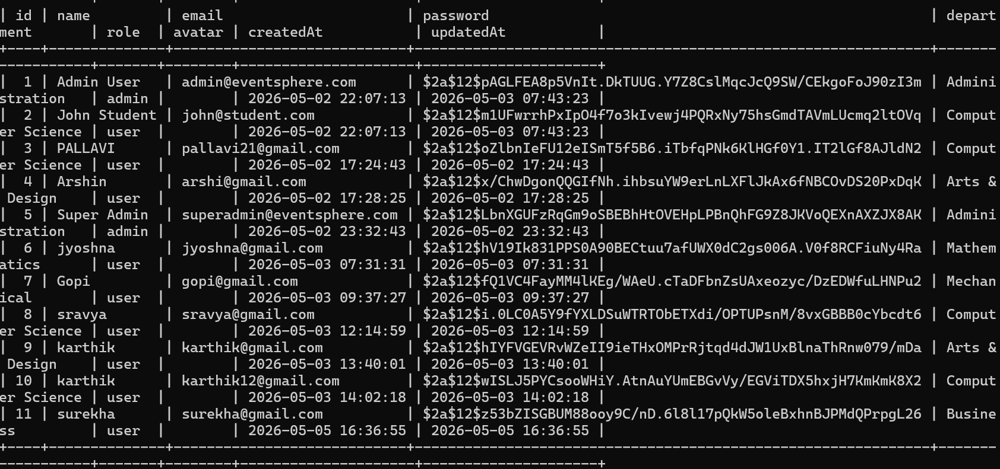 | id | name         | email                      | password                                                     | depart
ment       | role  | avatar | createdAt           | updatedAt           |
+----+--------------+----------------------------+--------------------------------------------------------------+-------
-----------+-------+--------+---------------------+---------------------+
|  1 | Admin User   | admin@eventsphere.com      | $2a$12$pAGLFEA8p5VnIt.DkTUUG.Y7Z8CslMqcJcQ9SW/CEkgoFoJ90zI3m | Admini
stration   | admin |        | 2026-05-02 22:07:13 | 2026-05-03 07:43:23 |
|  2 | John Student | john@student.com           | $2a$12$m1UFwrrhPxIpO4f7o3kIvewj4PQRxNy75hsGmdTAVmLUcmq2ltOVq | Comput
er Science | user  |        | 2026-05-02 22:07:13 | 2026-05-03 07:43:23 |
|  3 | PALLAVI      | pallavi21@gmail.com        | $2a$12$oZlbnIeFU12eISmT5f5B6.iTbfqPNk6KlHGf0Y1.IT2lGf8AJldN2 | Comput
er Science | user  |        | 2026-05-02 17:24:43 | 2026-05-02 17:24:43 |
|  4 | Arshin       | arshi@gmail.com            | $2a$12$x/ChwDgonQQGIfNh.ihbsuYW9erLnLXFlJkAx6fNBCOvDS20PxDqK | Arts &
 Design    | user  |        | 2026-05-02 17:28:25 | 2026-05-02 17:28:25 |
|  5 | Super Admin  | superadmin@eventsphere.com | $2a$12$LbnXGUFzRqGm9oSBEBhHtOVEHpLPBnQhFG9Z8JKVoQEXnAXZJX8AK | Admini
stration   | admin |        | 2026-05-02 23:32:43 | 2026-05-02 23:32:43 |
|  6 | jyoshna      | jyoshna@gmail.com          | $2a$12$hV19Ik831PPS0A90BECtuu7afUWX0dC2gs006A.V0f8RCFiuNy4Ra | Mathem
atics      | user  |        | 2026-05-03 07:31:31 | 2026-05-03 07:31:31 |
|  7 | Gopi         | gopi@gmail.com             | $2a$12$fQ1VC4FayMM4lKEg/WAeU.cTaDFbnZsUAxeozyc/DzEDWfuLHNPu2 | Mechan
ical       | user  |        | 2026-05-03 09:37:27 | 2026-05-03 09:37:27 |
|  8 | sravya       | sravya@gmail.com           | $2a$12$i.0LC0A5Y9fYXLDSuWTRTObETXdi/OPTUPsnM/8vxGBBB0cYbcdt6 | Comput
er Science | user  |        | 2026-05-03 12:14:59 | 2026-05-03 12:14:59 |
|  9 | karthik      | karthik@gmail.com          | $2a$12$hIYFVGEVRvWZeII9ieTHxOMPrRjtqd4dJW1UxBlnaThRnw079/mDa | Arts &
 Design    | user  |        | 2026-05-03 13:40:01 | 2026-05-03 13:40:01 |
| 10 | karthik      | karthik12@gmail.com        | $2a$12$wISLJ5PYCsooWHiY.AtnAuYUmEBGvVy/EGViTDX5hxjH7KmKmK8X2 | Comput
er Science | user  |        | 2026-05-03 14:02:18 | 2026-05-03 14:02:18 |
| 11 | surekha      | surekha@gmail.com          | $2a$12$z53bZISGBUM88ooy9C/nD.6l8l17pQkW5oleBxhnBJPMdQPrpgL26 | Busine
ss         | user  |        | 2026-05-05 16:36:55 | 2026-05-05 16:36:55 |
+----+--------------+----------------------------+--------------------------------------------------------------+-------
-----------+-------+--------+---------------------+---------------------+